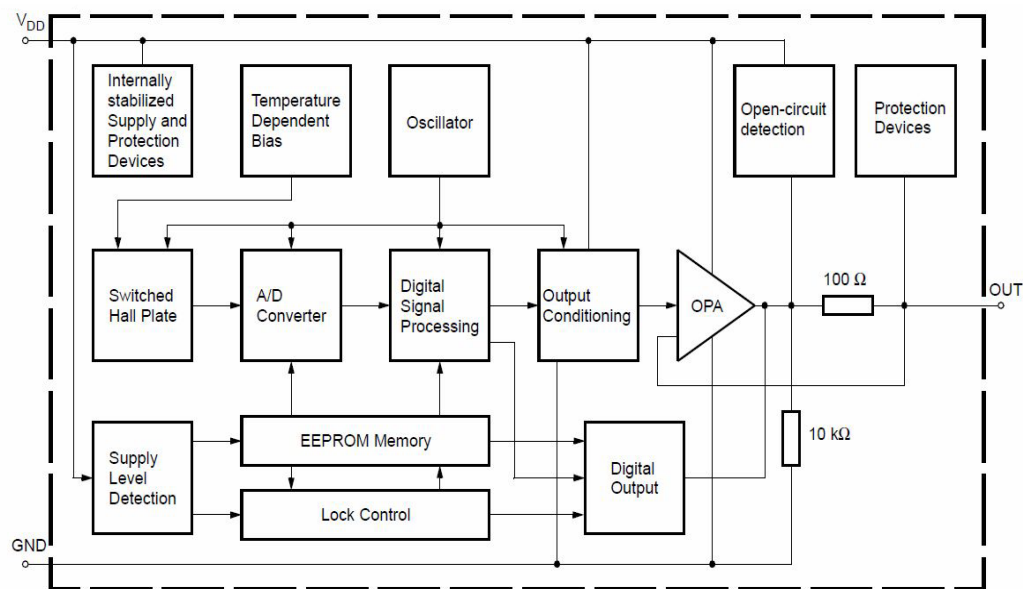 V_DD
Internally
stabilized
Supply and
Protection
Devices
Temperature
Dependent
Bias
Oscillator
Open-circuit
detection
Protection
Devices
Switched
Hall Plate
A/D
Converter
Digital
Signal
Processing
Output
Conditioning
OPA
100 Ω
OUT
Supply
Level
Detection
EEPROM Memory
Lock Control
Digital
Output
10 kΩ
GND